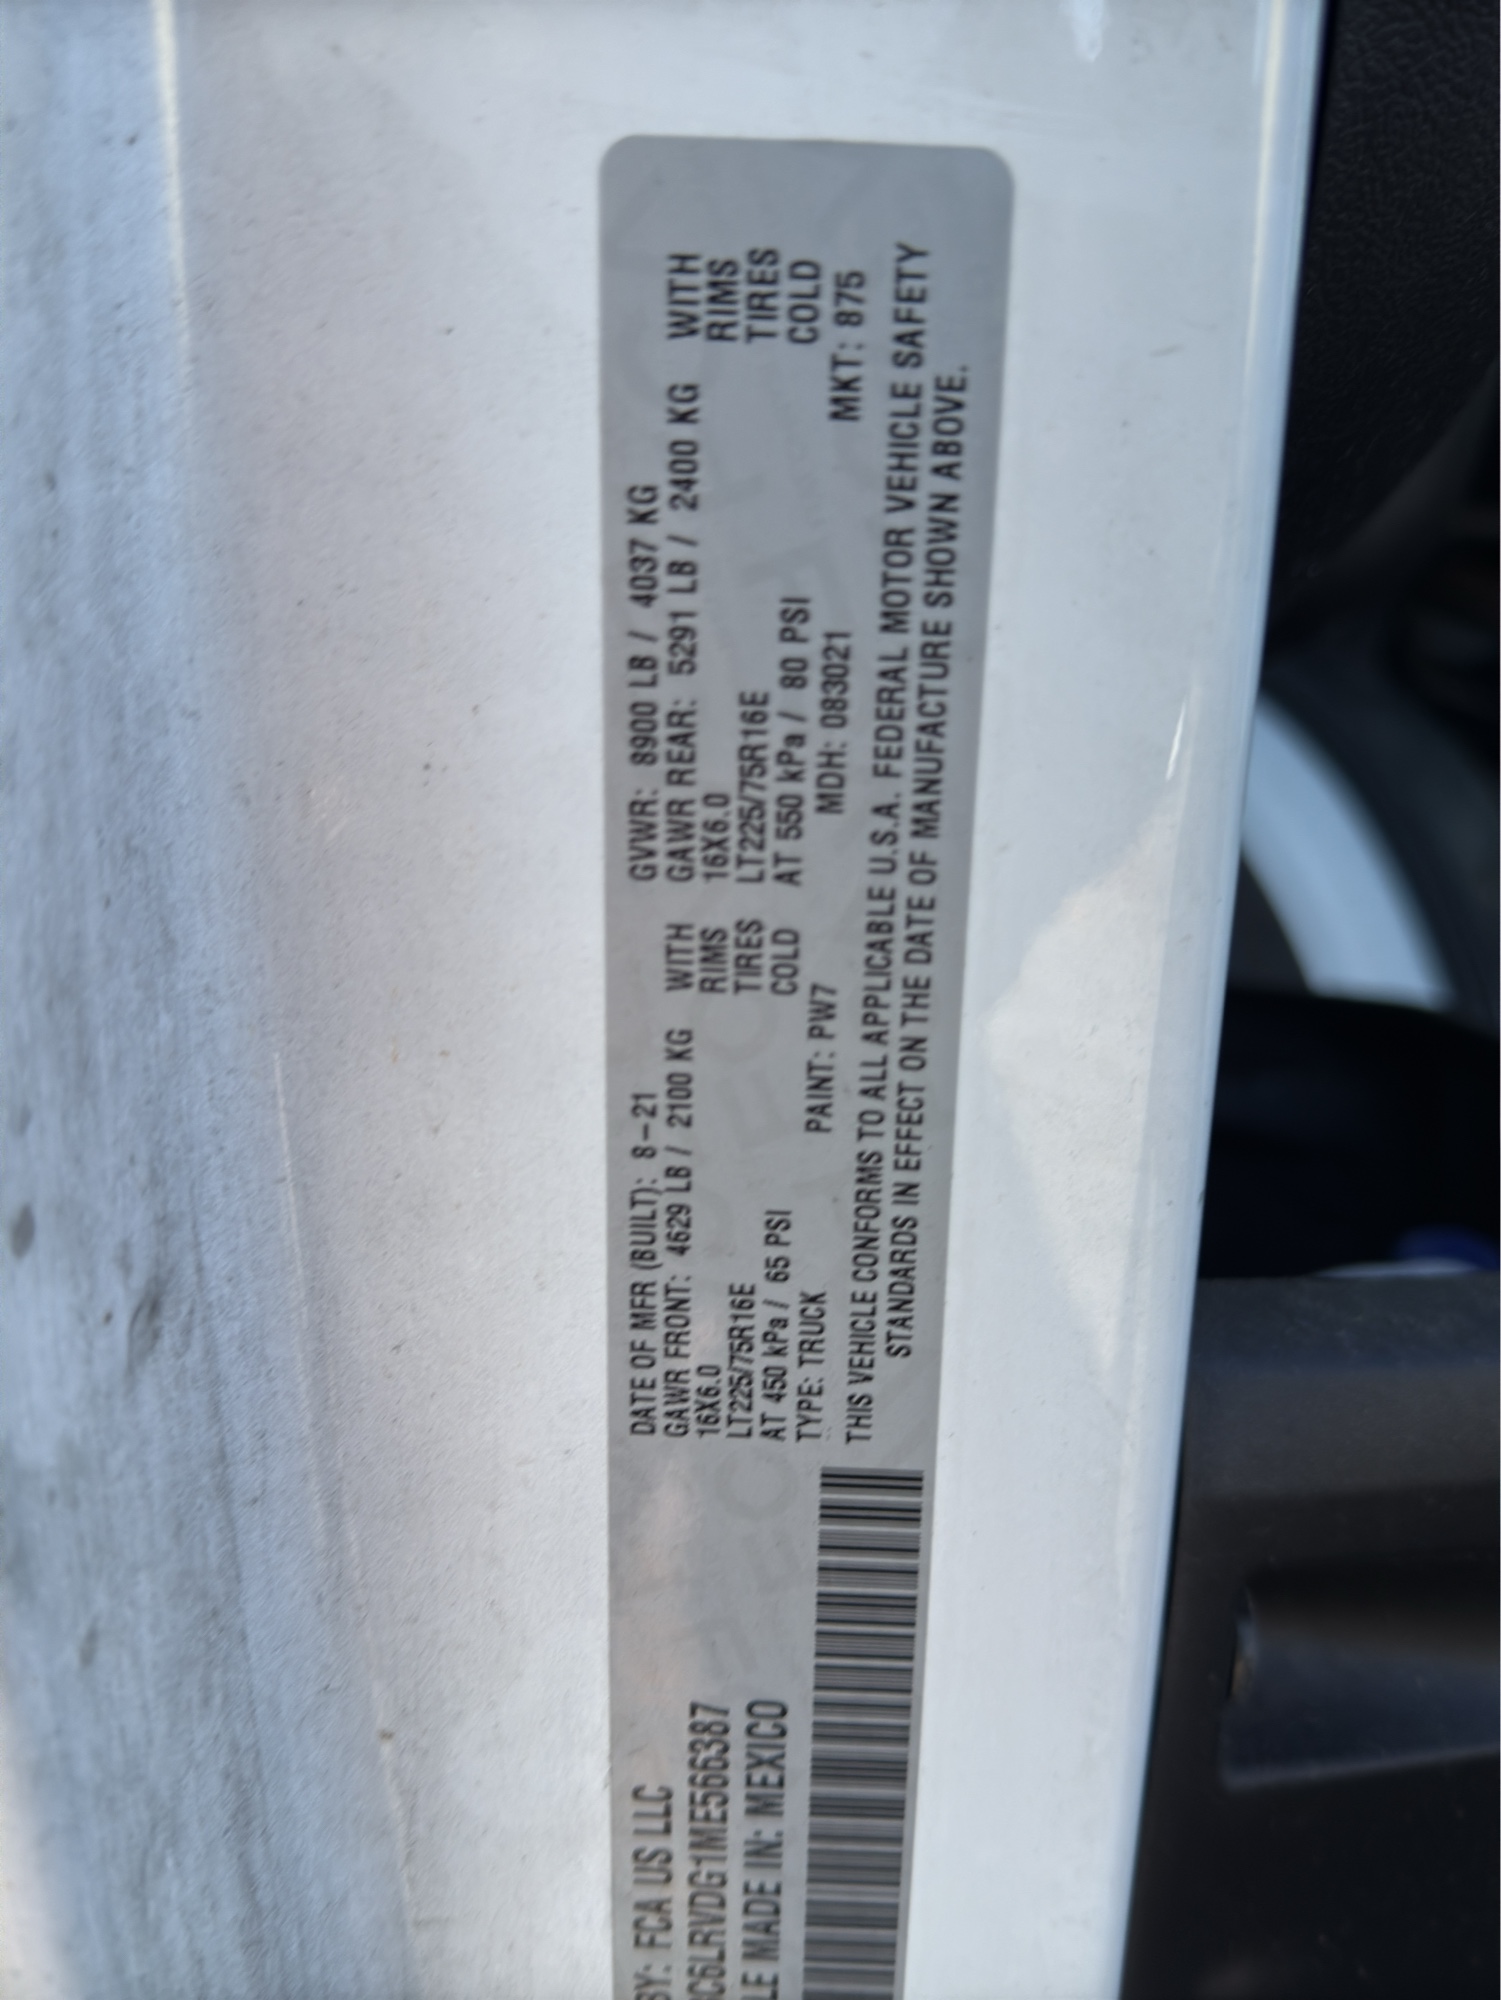 BY: FCA US LLC
C6LRVDG1ME566387
LE MADE IN: MEXICO
DATE OF MFR (BUILT): 8-21 GVWR: 8900 LB / 4037 KG
GAWR FRONT: 4629 LB / 2100 KG WITH GAWR REAR: 5291 LB / 2400 KG WITH
16X6.0 RIMS 16X6.0 RIMS
LT225/75R16E TIRES LT225/75R16E TIRES
AT 450 kPa / 65 PSI COLD AT 550 kPa / 80 PSI COLD
TYPE: TRUCK PAINT: PW7 MDH: 083021 MKT: 875
THIS VEHICLE CONFORMS TO ALL APPLICABLE U.S.A. FEDERAL MOTOR VEHICLE SAFETY
STANDARDS IN EFFECT ON THE DATE OF MANUFACTURE SHOWN ABOVE.